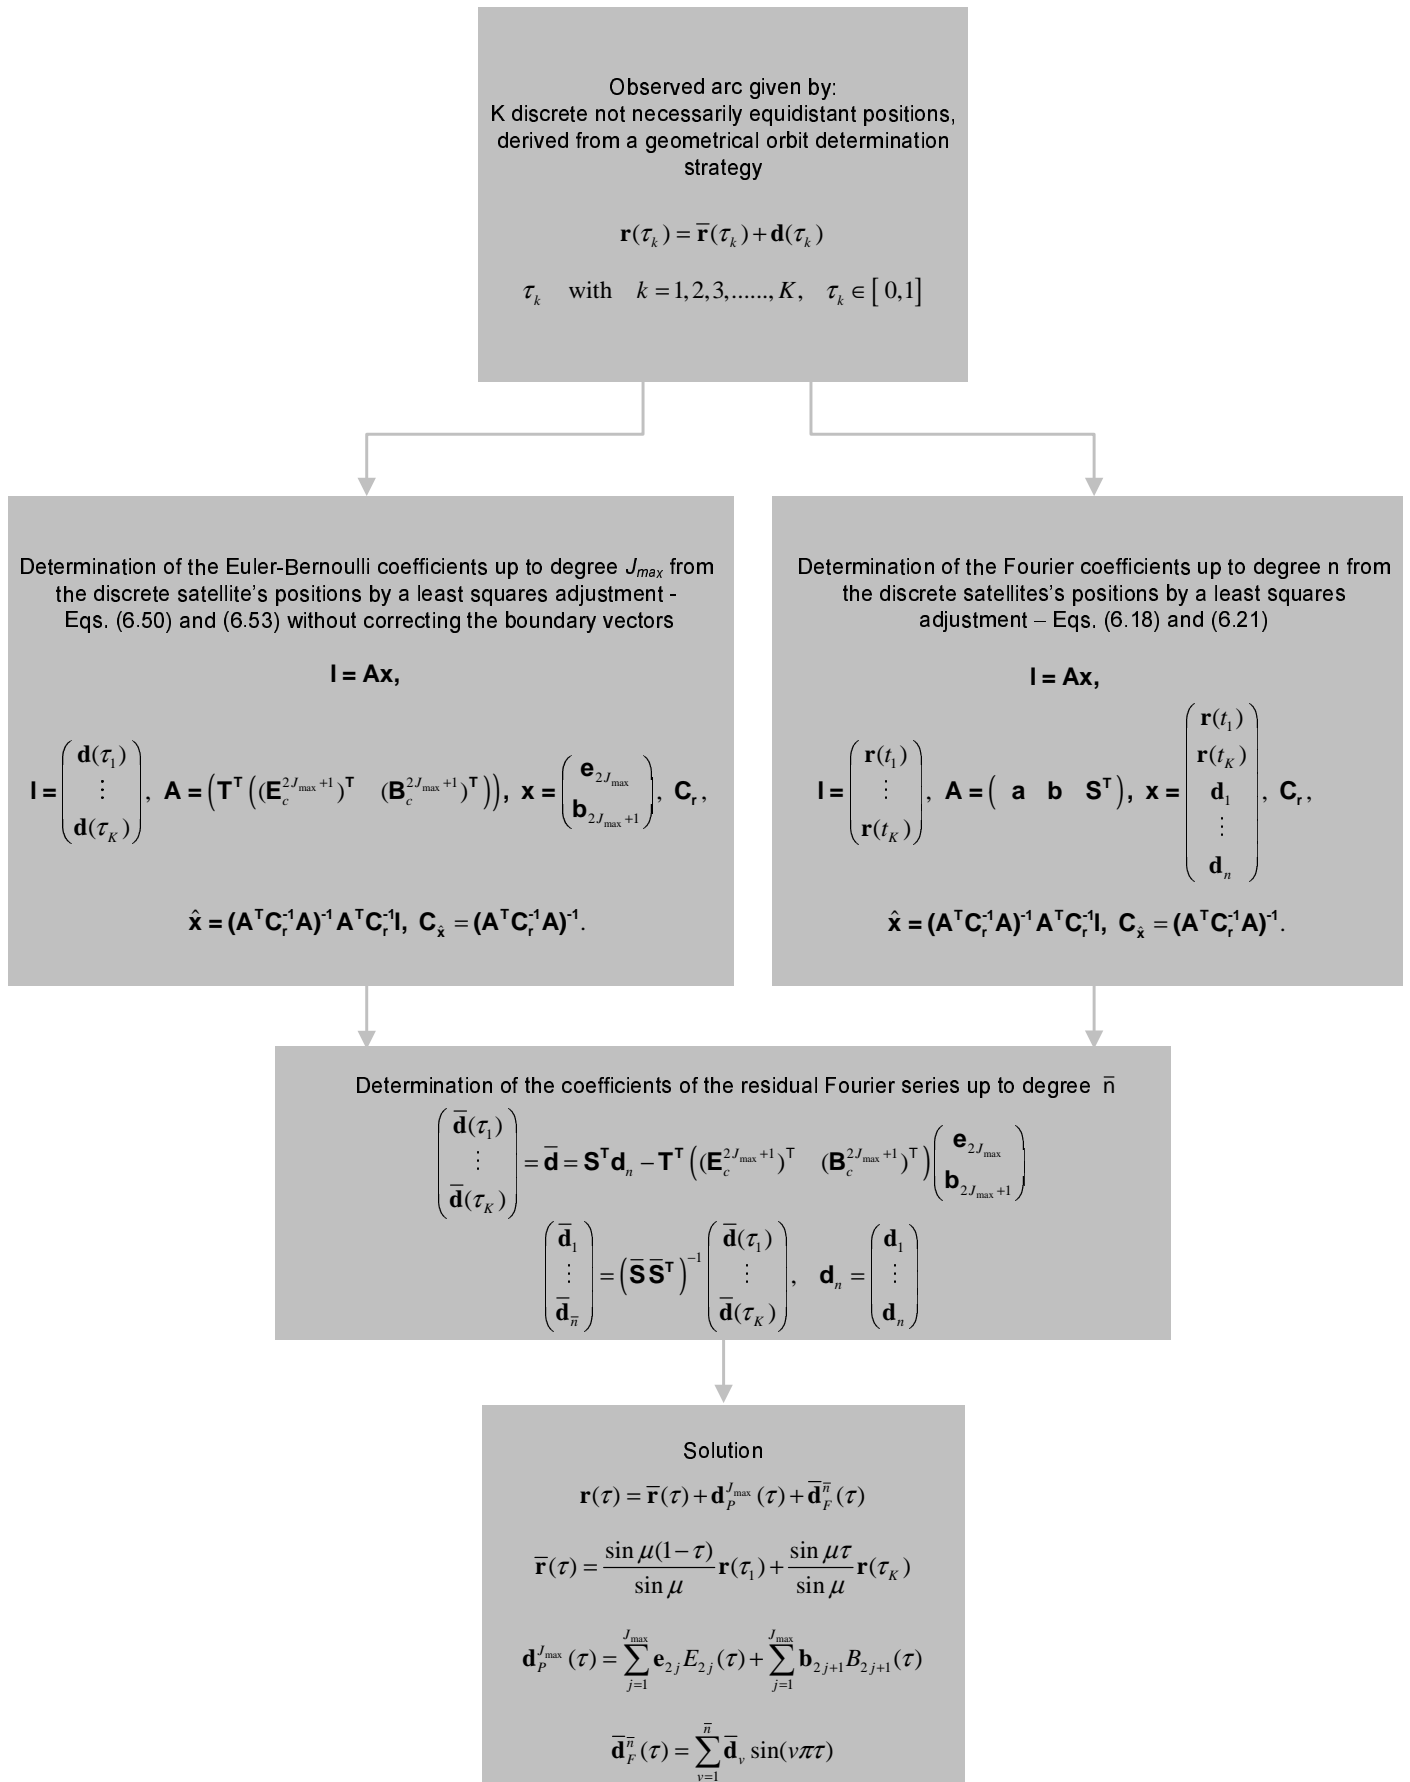 Observed arc given by:
K discrete not necessarily equidistant positions,
derived from a geometrical orbit determination
strategy
𝐫(τ_k) = r̄(τ_k) + 𝐝(τ_k)
τ_k with k = 1, 2, 3, ......, K, τ_k ∈ [ 0,1]
Determination of the Euler-Bernoulli coefficients up to degree J_max from
the discrete satellite's positions by a least squares adjustment -
Eqs. (6.50) and (6.53) without correcting the boundary vectors
l = Ax,
l = (d(τ_1) ⋮ d(τ_K)), A = (T^T ((E_c^{2J_max+1})^T (B_c^{2J_max+1})^T)), x = (e_{2J_max} b_{2J_max+1}), C_r,
x̂ = (A^T C_r^-1 A)^-1 A^T C_r^-1 l, C_x̂ = (A^T C_r^-1 A)^-1.
Determination of the Fourier coefficients up to degree n from
the discrete satellites's positions by a least squares
adjustment – Eqs. (6.18) and (6.21)
l = Ax,
l = (r(t_1) ⋮ r(t_K)), A = ( a b S^T), x = (r(t_1) r(t_K) d_1 ⋮ d_n), C_r,
x̂ = (A^T C_r^-1 A)^-1 A^T C_r^-1 l, C_x̂ = (A^T C_r^-1 A)^-1.
Determination of the coefficients of the residual Fourier series up to degree n̄
(d̄(τ_1) ⋮ d̄(τ_K)) = d̄ = S^T d_n − T^T ((E_c^{2J_max+1})^T (B_c^{2J_max+1})^T) (e_{2J_max} b_{2J_max+1})
(d̄_1 ⋮ d̄_n̄) = (S̄ S̄^T)^−1 (d̄(τ_1) ⋮ d̄(τ_K)), d_n = (d_1 ⋮ d_n)
Solution
r(τ) = r̄(τ) + d_P^{J_max}(τ) + d̄_F^n̄(τ)
r̄(τ) = (sin μ(1−τ) / sin μ) r(τ_1) + (sin μτ / sin μ) r(τ_K)
d_P^{J_max}(τ) = ∑_{j=1}^{J_max} e_{2j} E_{2j}(τ) + ∑_{j=1}^{J_max} b_{2j+1} B_{2j+1}(τ)
d̄_F^n̄(τ) = ∑_{v=1}^{n̄} d̄_v sin(vπτ)